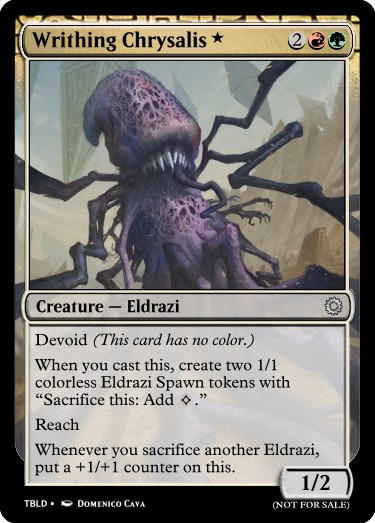 Writhing Chrysalis ★ 2
Creature — Eldrazi
Devoid (This card has no color.)
When you cast this, create two 1/1
colorless Eldrazi Spawn tokens with
“Sacrifice this: Add ⟡.”
Reach
Whenever you sacrifice another Eldrazi,
put a +1/+1 counter on this.
1/2
TBLD • Domenico Cava
(NOT FOR SALE)